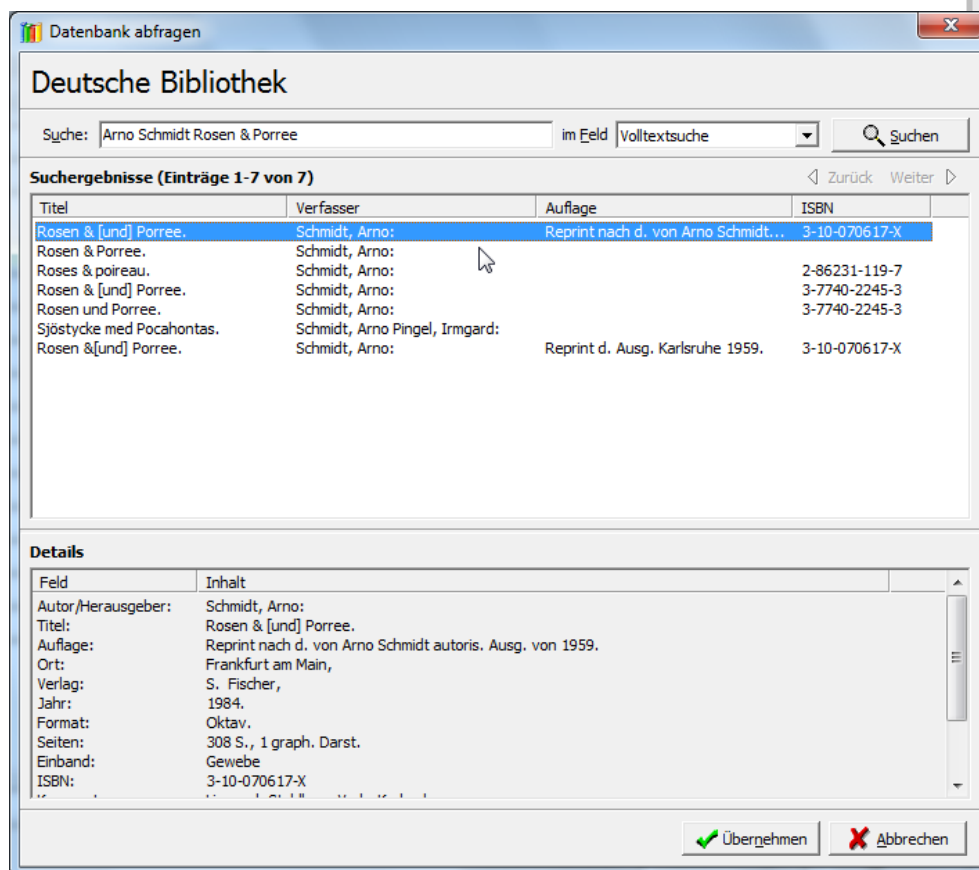 Datenbank abfragen
Deutsche Bibliothek
Suche: Arno Schmidt Rosen & Porree im Feld Volltextsuche Suchen
Suchergebnisse (Einträge 1-7 von 7) Zurück Weiter
Titel Verfasser Auflage ISBN
Rosen & [und] Porree. Schmidt, Arno: Reprint nach d. von Arno Schmidt... 3-10-070617-X
Rosen & Porree. Schmidt, Arno:
Roses & poireau. Schmidt, Arno: 2-86231-119-7
Rosen & [und] Porree. Schmidt, Arno: 3-7740-2245-3
Rosen und Porree. Schmidt, Arno: 3-7740-2245-3
Sjöstycke med Pocahontas. Schmidt, Arno Pingel, Irmgard:
Rosen &[und] Porree. Schmidt, Arno: Reprint d. Ausg. Karlsruhe 1959. 3-10-070617-X
Details
Feld Inhalt
Autor/Herausgeber: Schmidt, Arno:
Titel: Rosen & [und] Porree.
Auflage: Reprint nach d. von Arno Schmidt autoris. Ausg. von 1959.
Ort: Frankfurt am Main,
Verlag: S. Fischer,
Jahr: 1984.
Format: Oktav.
Seiten: 308 S., 1 graph. Darst.
Einband: Gewebe
ISBN: 3-10-070617-X
Übernehmen Abbrechen